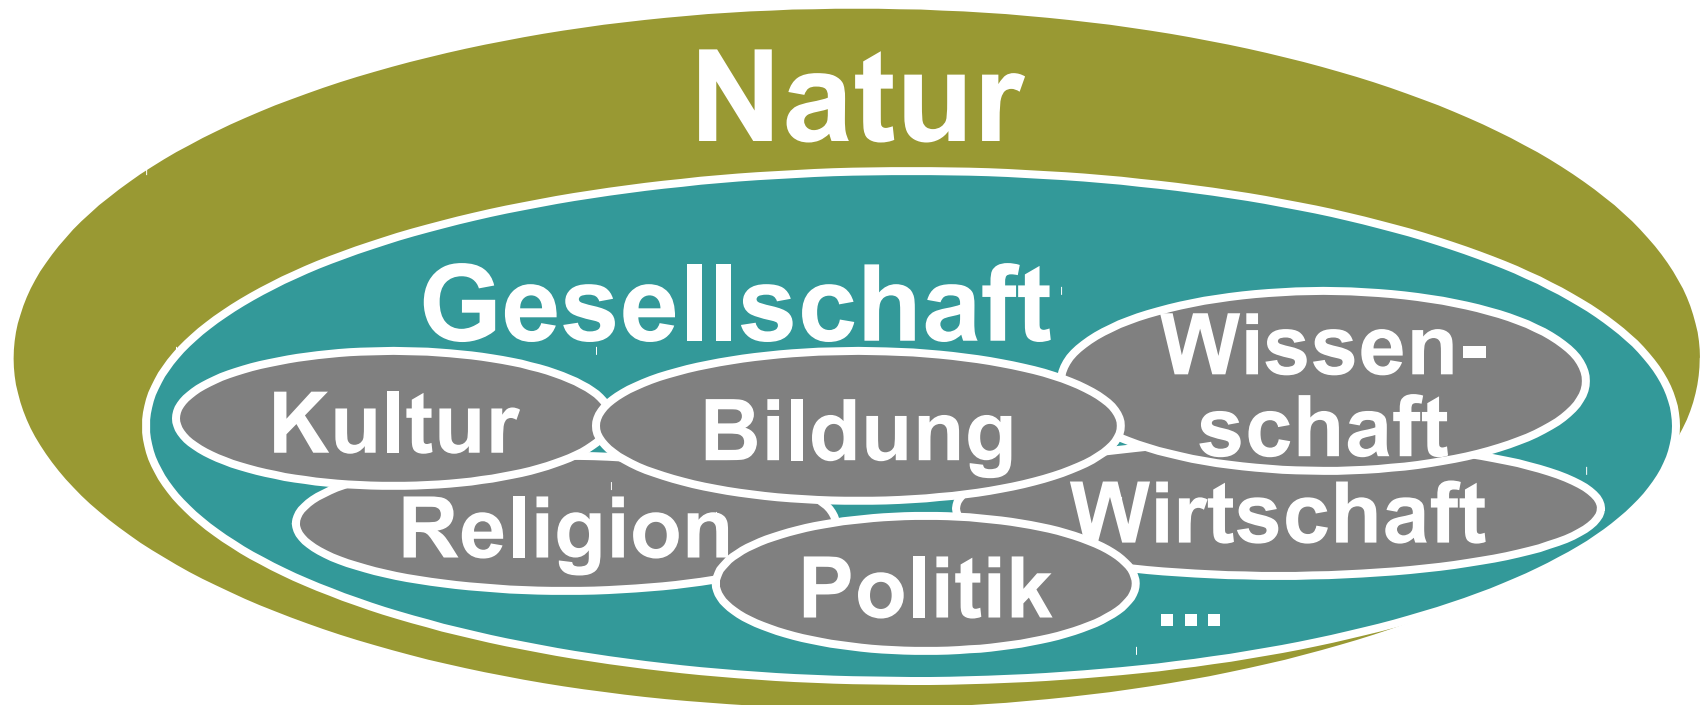 Natur
Gesellschaft
Wissen-
schaft
Kultur
Bildung
Religion
Wirtschaft
Politik
...